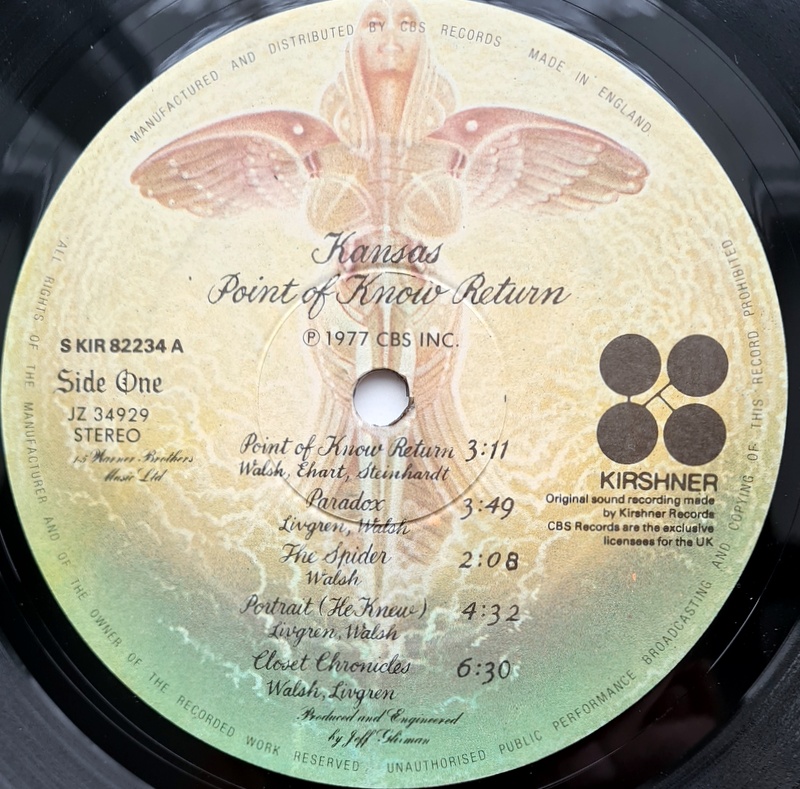 MANUFACTURED AND DISTRIBUTED BY CBS RECORDS MADE IN ENGLAND
Kansas
Point of Know Return
Ⓟ 1977 CBS INC.
S KIR 82234 A
Side One
JZ 34929
STEREO
1-5 Warner Brothers
Music Ltd
KIRSHNER
Original sound recording made
by Kirshner Records
CBS Records are the exclusive
licensees for the UK
Point of Know Return 3:11
Walsh, Ehart, Steinhardt
Paradox 3:49
Livgren, Walsh
The Spider 2:08
Walsh
Portrait (He Knew) 4:32
Livgren, Walsh
Closet Chronicles 6:30
Walsh, Livgren
Produced and Engineered
by Jeff Glixman
ALL RIGHTS OF THE MANUFACTURER AND OF THE OWNER OF THE RECORDED WORK RESERVED. UNAUTHORISED PUBLIC PERFORMANCE BROADCASTING AND COPYING OF THIS RECORD PROHIBITED